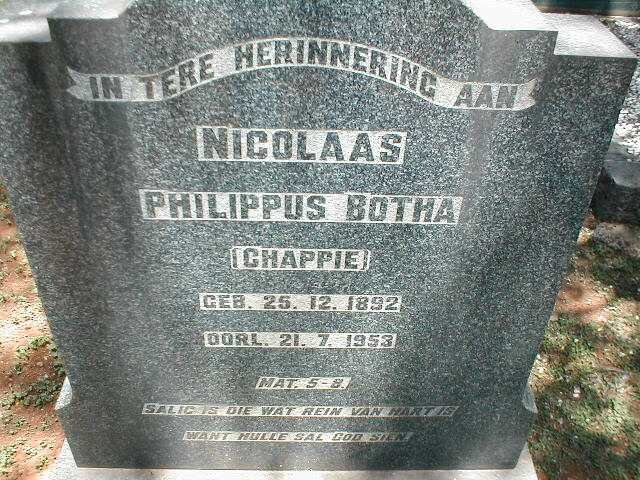 IN TERE HERINNERING AAN
NICOLAAS
PHILIPPUS BOTHA
(CHAPPIE)
GEB. 25. 12. 1892
OORL. 21. 7. 1953
MAT. 5-8.
SALIG IS DIE WAT REIN VAN HART IS
WANT HULLE SAL GOD SIEN.